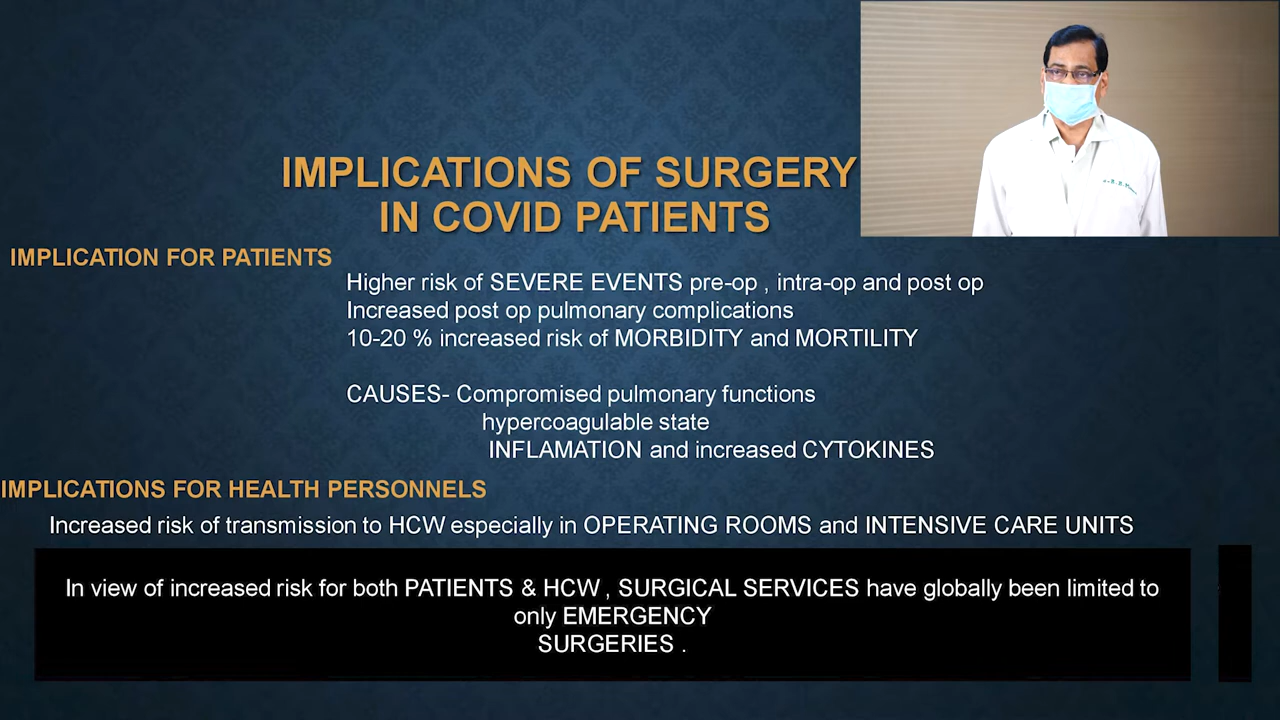 IMPLICATIONS OF SURGERY
IN COVID PATIENTS
IMPLICATION FOR PATIENTS
Higher risk of SEVERE EVENTS pre-op , intra-op and post op
Increased post op pulmonary complications
10-20 % increased risk of MORBIDITY and MORTILITY
CAUSES- Compromised pulmonary functions
hypercoagulable state
INFLAMATION and increased CYTOKINES
IMPLICATIONS FOR HEALTH PERSONNELS
Increased risk of transmission to HCW especially in OPERATING ROOMS and INTENSIVE CARE UNITS
In view of increased risk for both PATIENTS & HCW , SURGICAL SERVICES have globally been limited to
only EMERGENCY
SURGERIES .